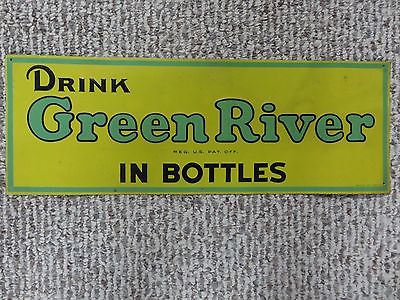 DRINK
Green River
REG. U.S. PAT. OFF.
IN BOTTLES